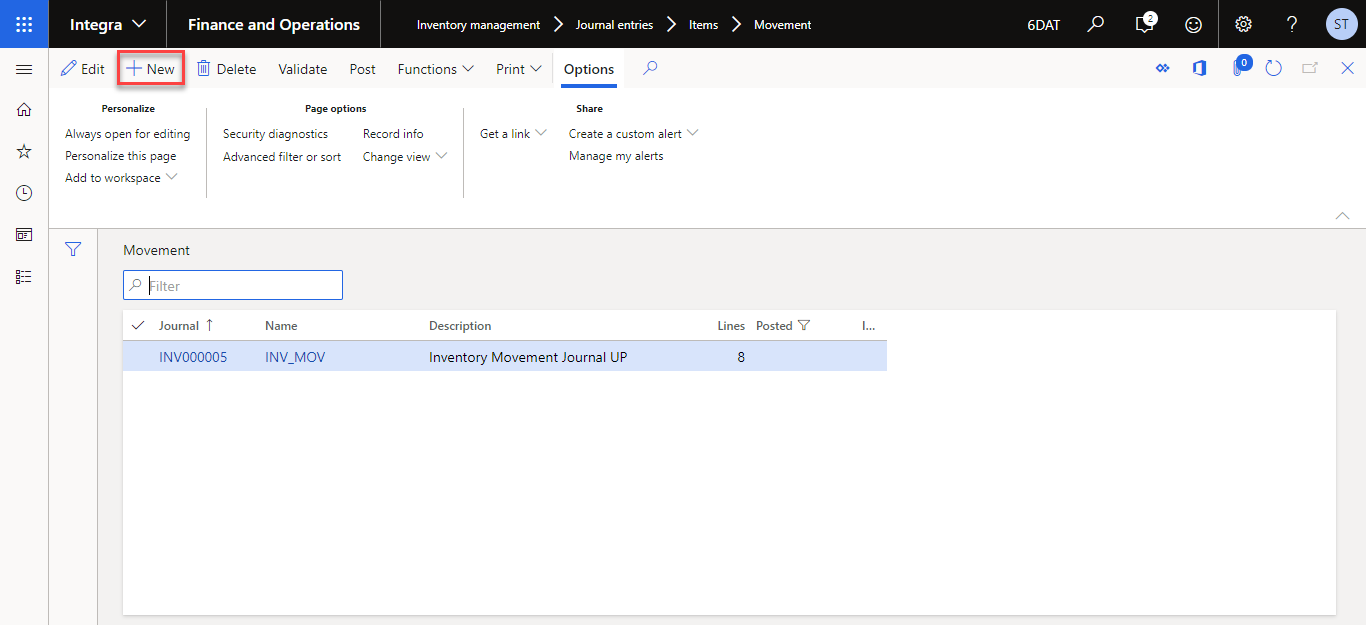 Integra Finance and Operations Inventory management Journal entries Items Movement 6DAT 2 ? ST
Edit New Delete Validate Post Functions Print Options 0
Personalize Page options Share
Always open for editing Security diagnostics Record info Get a link Create a custom alert
Personalize this page Advanced filter or sort Change view Manage my alerts
Add to workspace
Movement
Filter
Journal Name Description Lines Posted I...
INV000005 INV_MOV Inventory Movement Journal UP 8